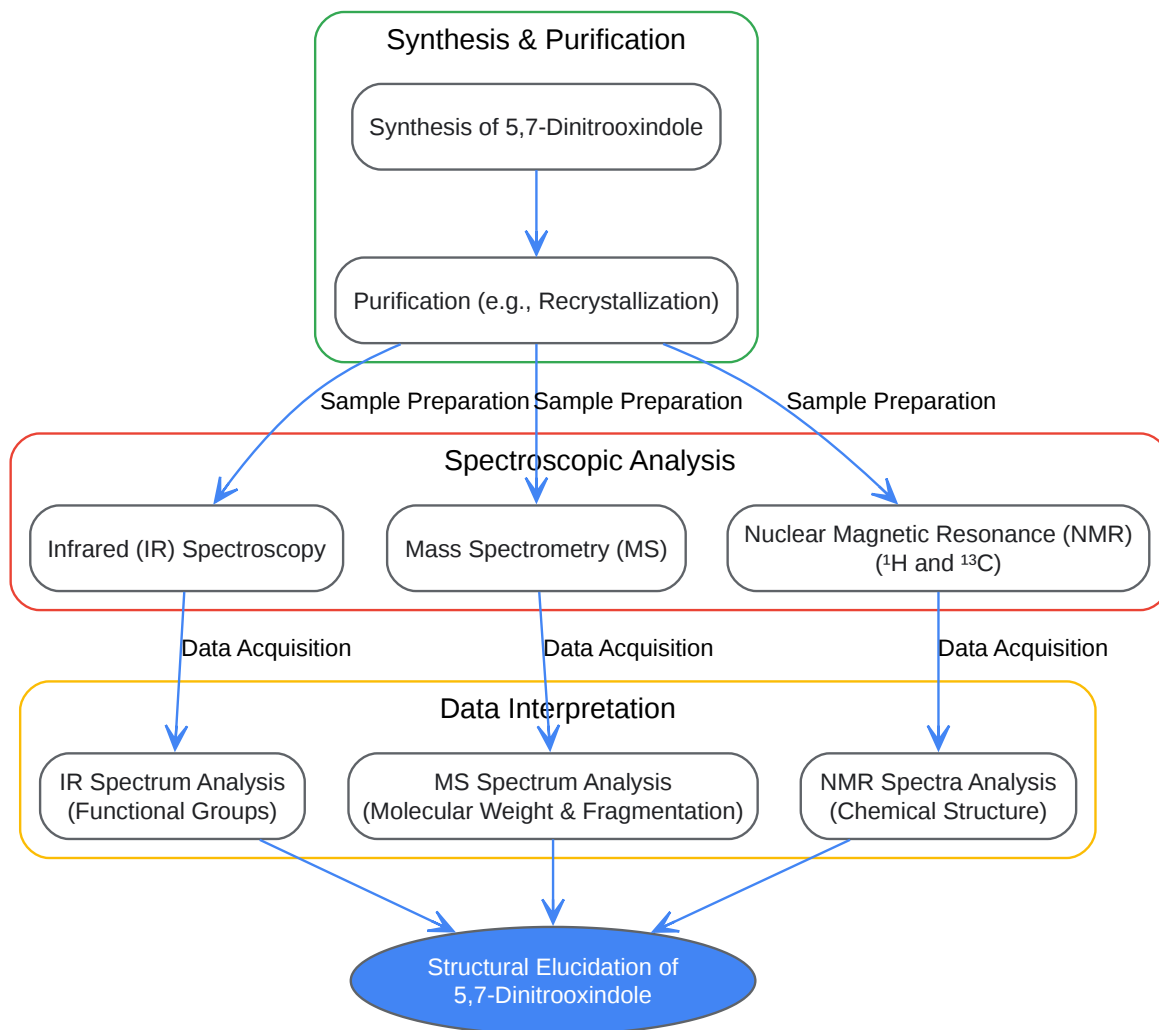 Synthesis & Purification
Synthesis of 5,7-Dinitrooxindole
Purification (e.g., Recrystallization)
Sample Preparation
Sample Preparation
Sample Preparation
Spectroscopic Analysis
Infrared (IR) Spectroscopy
Mass Spectrometry (MS)
Nuclear Magnetic Resonance (NMR)
(¹H and ¹³C)
Data Acquisition
Data Acquisition
Data Acquisition
Data Interpretation
IR Spectrum Analysis
(Functional Groups)
MS Spectrum Analysis
(Molecular Weight & Fragmentation)
NMR Spectra Analysis
(Chemical Structure)
Structural Elucidation of
5,7-Dinitrooxindole